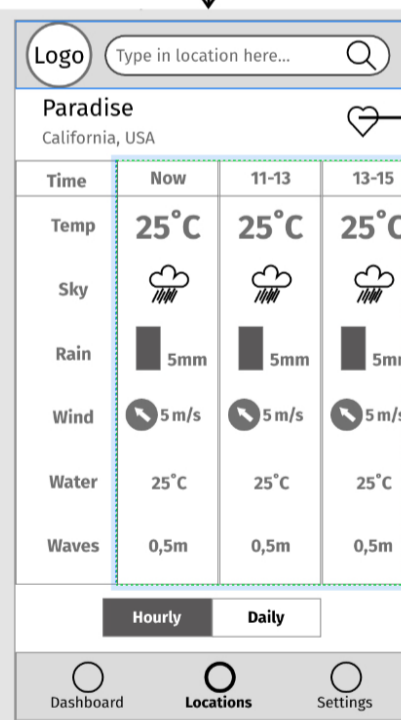 Logo
Type in location here...
Paradise
California, USA
Time Now 11-13 13-15
Temp 25°C 25°C 25°C
Sky
Rain 5mm 5mm 5mm
Wind 5 m/s 5 m/s 5 m/s
Water 25°C 25°C 25°C
Waves 0,5m 0,5m 0,5m
Hourly Daily
Dashboard Locations Settings